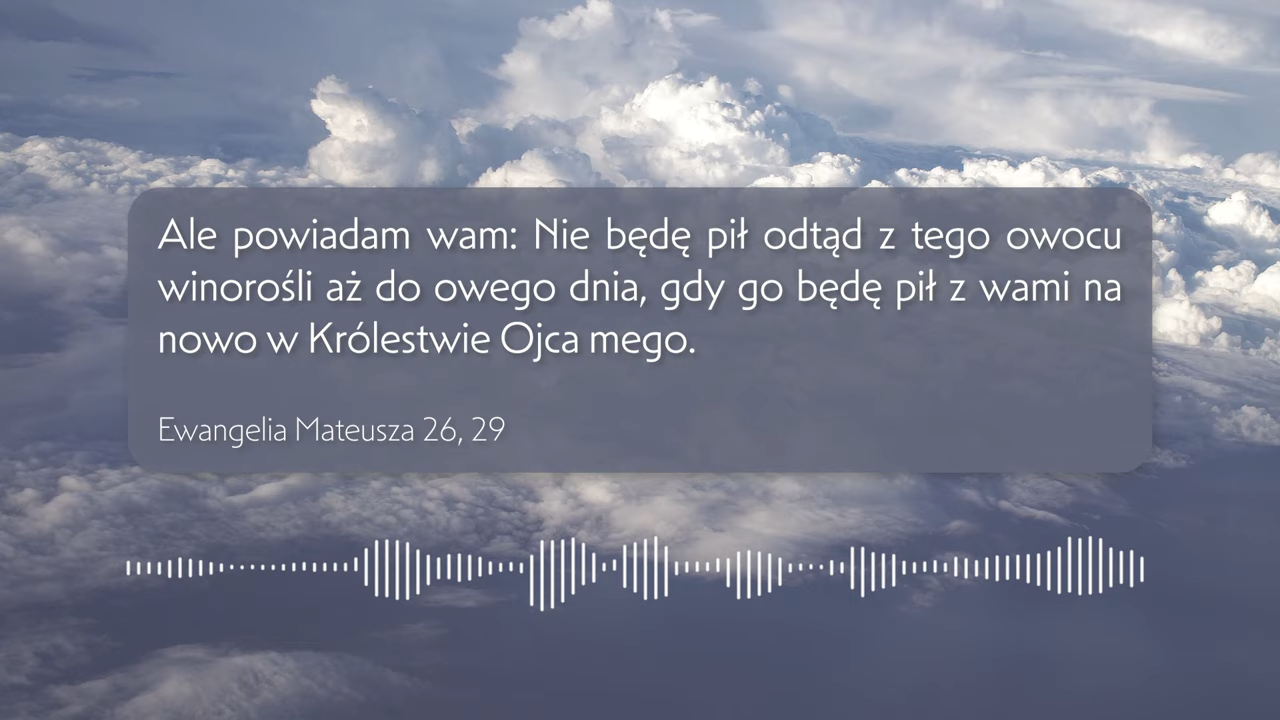 Ale powiadam wam: Nie będę pił odtąd z tego owocu
winorośli aż do owego dnia, gdy go będę pił z wami na
nowo w Królestwie Ojca mego.
Ewangelia Mateusza 26, 29